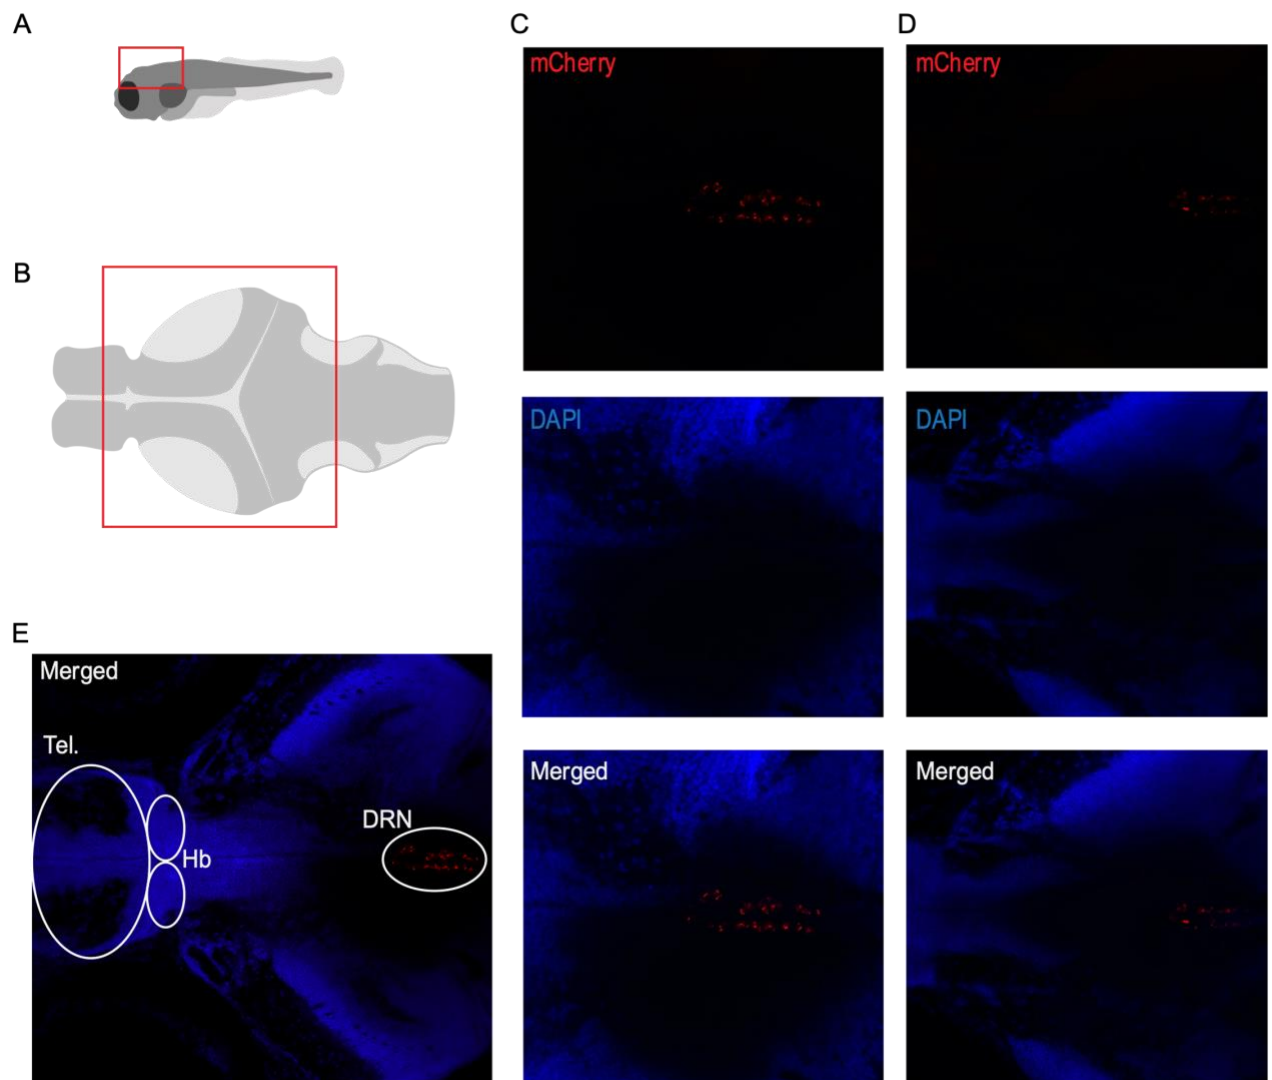 A
B
C
mCherry
DAPI
Merged
D
mCherry
DAPI
Merged
E
Merged
Tel.
Hb
DRN